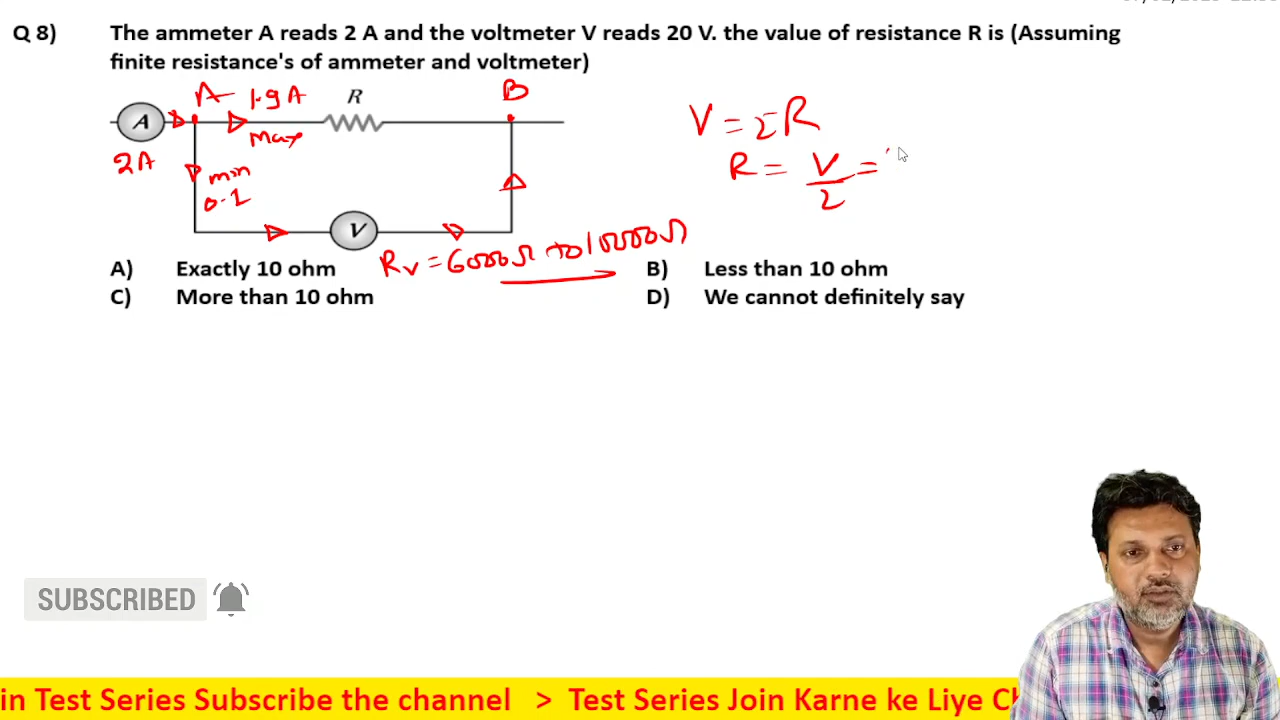 Q 8) The ammeter A reads 2 A and the voltmeter V reads 20 V. the value of resistance R is (Assuming
finite resistance's of ammeter and voltmeter)
A 1.9 A R B
A
Max
2A
min
0.1
V
Rv = 6000Ω to 10000Ω
V = IR
R = V/2 =
A) Exactly 10 ohm B) Less than 10 ohm
C) More than 10 ohm D) We cannot definitely say
SUBSCRIBED
in Test Series Subscribe the channel > Test Series Join Karne ke Liye